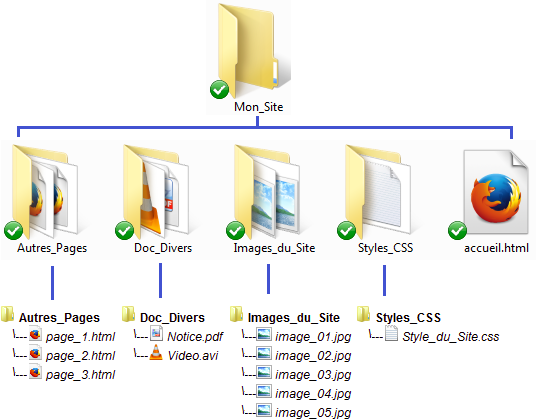 Mon_Site
Autres_Pages
Doc_Divers
Images_du_Site
Styles_CSS
accueil.html
Autres_Pages
\---page_1.html
\---page_2.html
\---page_3.html
Doc_Divers
\---Notice.pdf
\---Video.avi
Images_du_Site
\---image_01.jpg
\---image_02.jpg
\---image_03.jpg
\---image_04.jpg
\---image_05.jpg
Styles_CSS
\---Style_du_Site.css